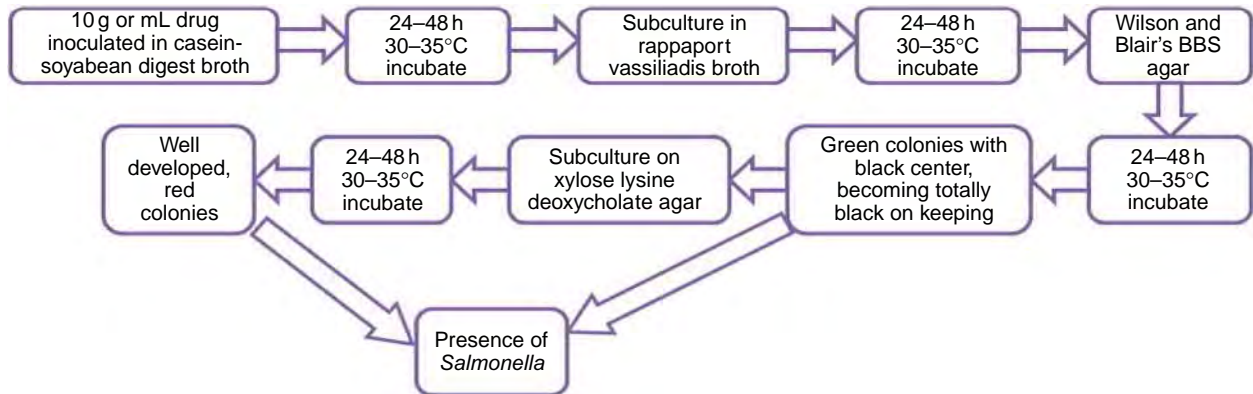 10 g or mL drug
inoculated in casein-
soyabean digest broth
24–48 h
30–35°C
incubate
Subculture in
rappaport
vassiliadis broth
24–48 h
30–35°C
incubate
Wilson and
Blair's BBS
agar
24–48 h
30–35°C
incubate
Green colonies with
black center,
becoming totally
black on keeping
Subculture on
xylose lysine
deoxycholate agar
24–48 h
30–35°C
incubate
Well
developed,
red
colonies
Presence of
Salmonella